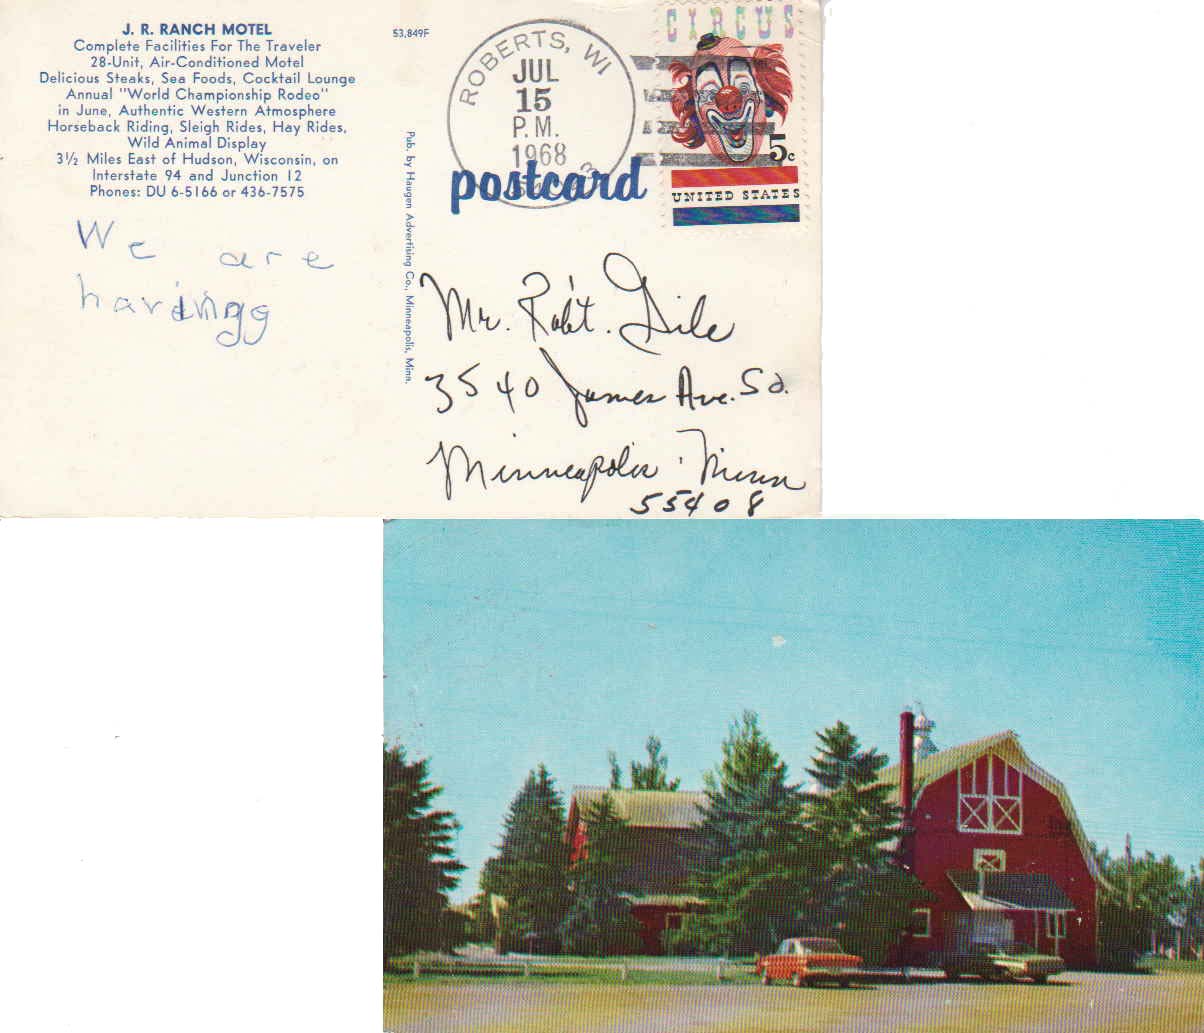 J. R. RANCH MOTEL
Complete Facilities For The Traveler
28-Unit, Air-Conditioned Motel
Delicious Steaks, Sea Foods, Cocktail Lounge
Annual "World Championship Rodeo"
in June, Authentic Western Atmosphere
Horseback Riding, Sleigh Rides, Hay Rides,
Wild Animal Display
3½ Miles East of Hudson, Wisconsin, on
Interstate 94 and Junction 12
Phones: DU 6-5166 or 436-7575
We are
having
53,849F
Pub. by Haugen Advertising Co., Minneapolis, Minn.
ROBERTS, WI
JUL
15
P.M.
1968
postcard
CIRCUS
5c
UNITED STATES
Mr. Rob't. Gile
3540 James Ave. So.
Minneapolis, Minn
55408